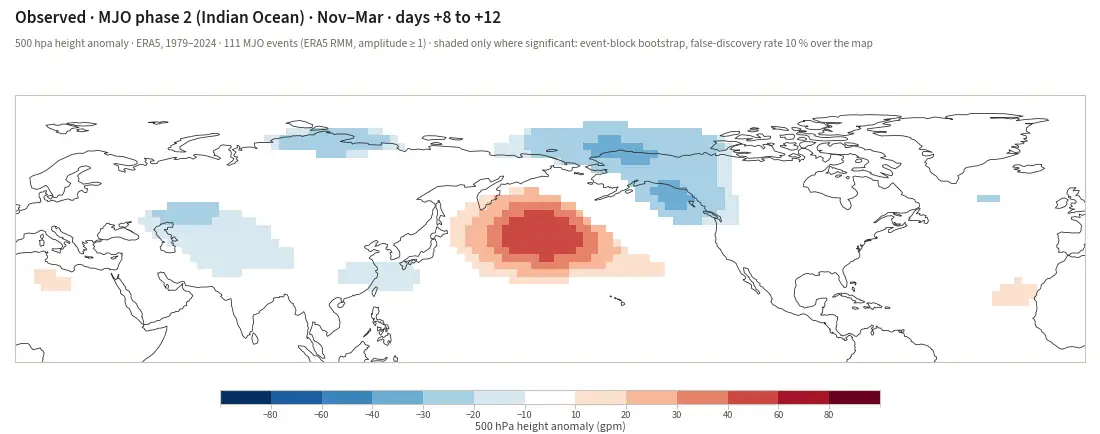 Observed · MJO phase 2 (Indian Ocean) · Nov–Mar · days +8 to +12
500 hpa height anomaly · ERA5, 1979–2024 · 111 MJO events (ERA5 RMM, amplitude ≥ 1) · shaded only where significant: event-block bootstrap, false-discovery rate 10 % over the map
−80 −60 −40 −30 −20 −10 10 20 30 40 60 80
500 hPa height anomaly (gpm)